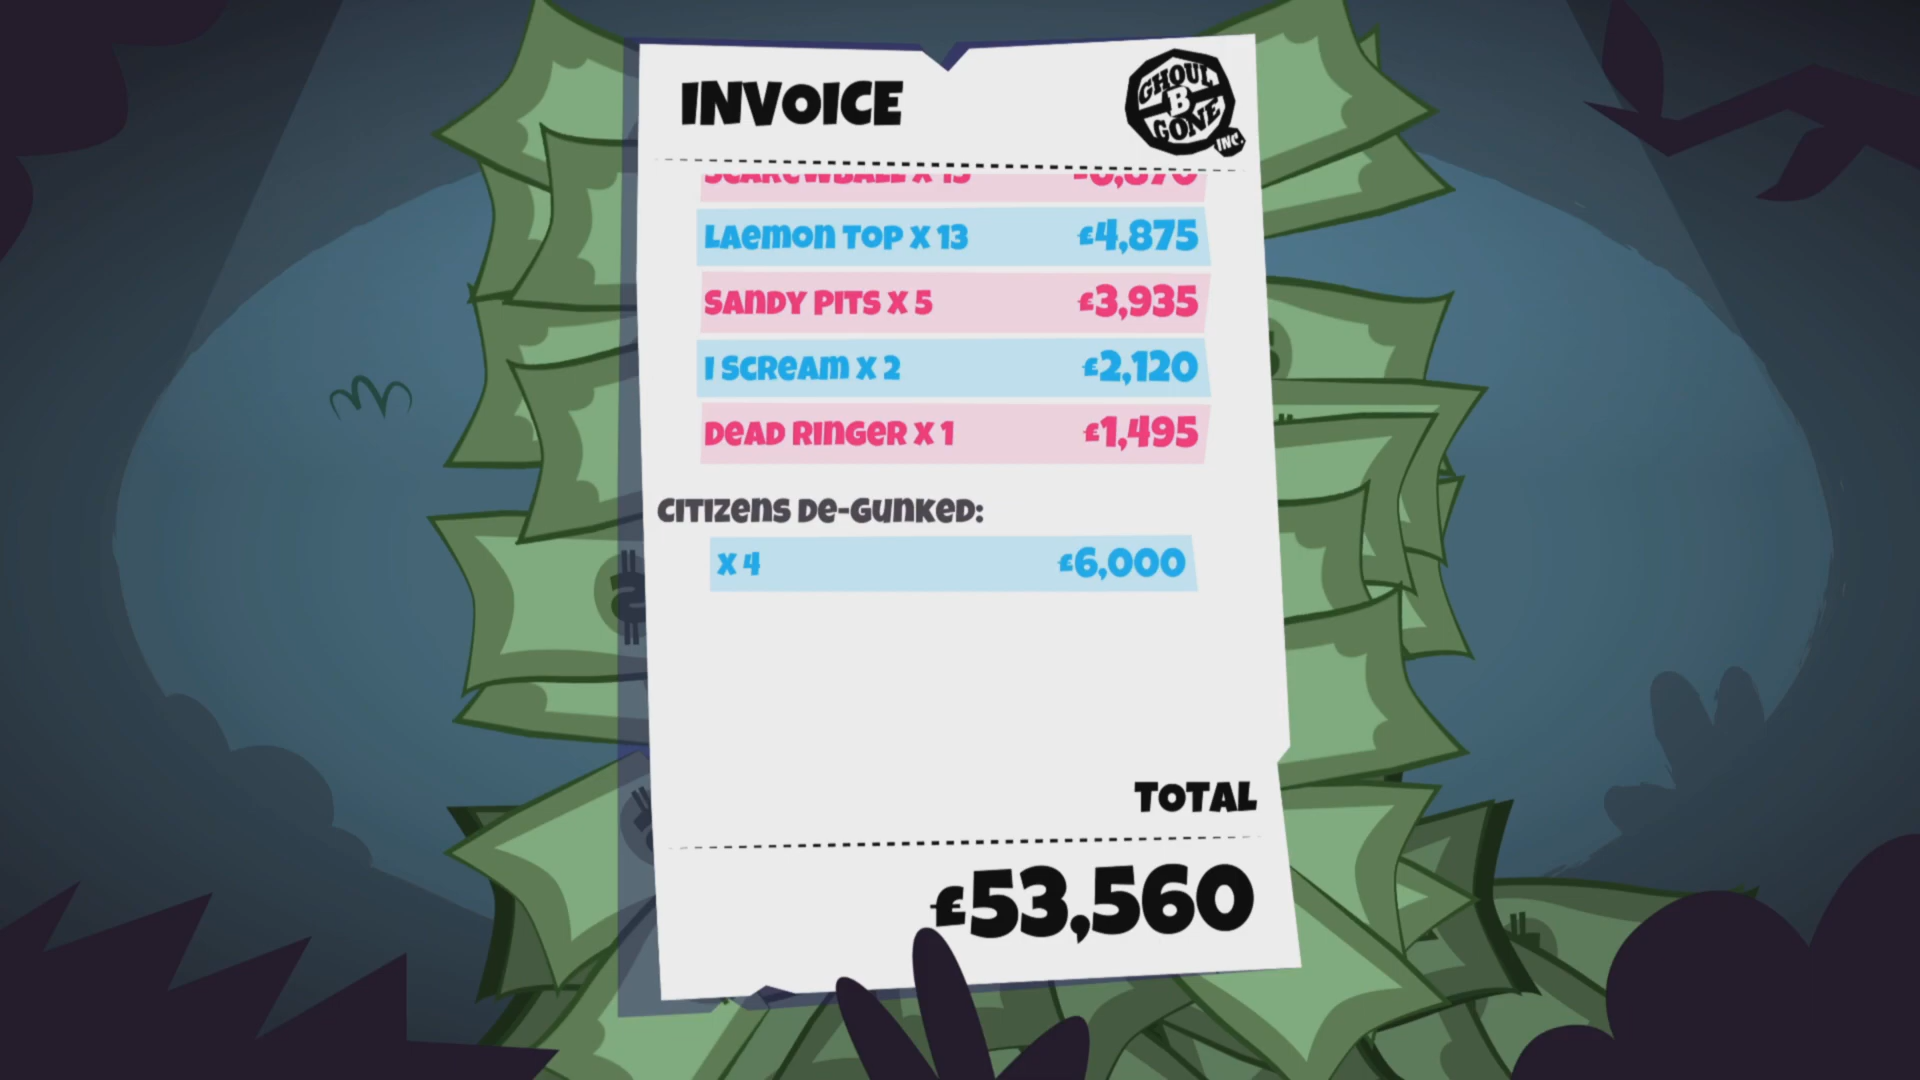 INVOICE
GHOUL
B
GONE
INC.
LAEMON TOP X 13 £4,875
SANDY PITS X 5 £3,935
I SCREAM X 2 £2,120
DEAD RINGER X 1 £1,495
CITIZENS DE-GUNKED:
X 4 £6,000
TOTAL
£53,560